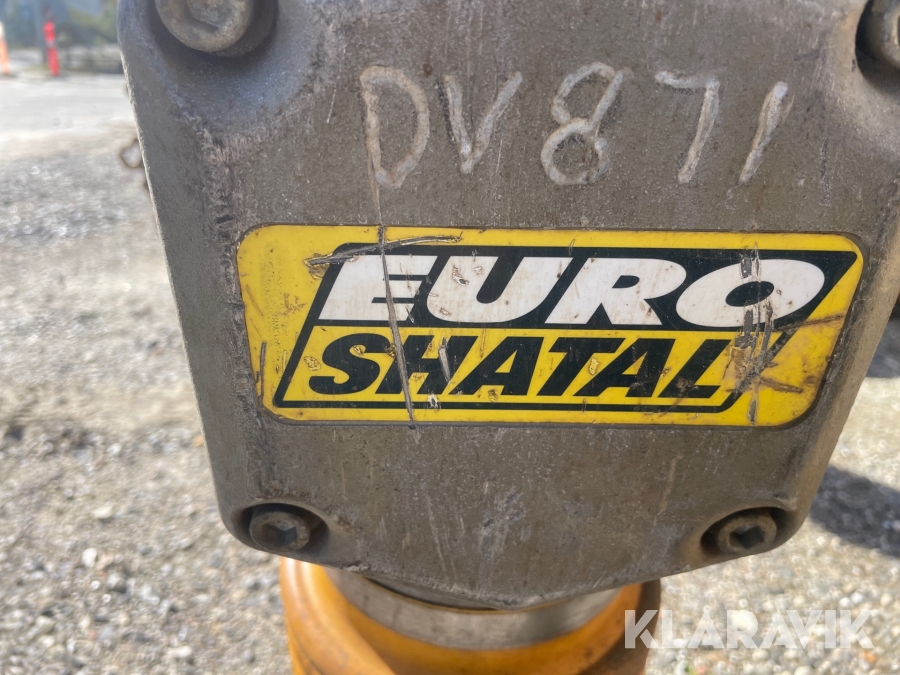 DV871
EURO
SHATAL
KLARAVIK